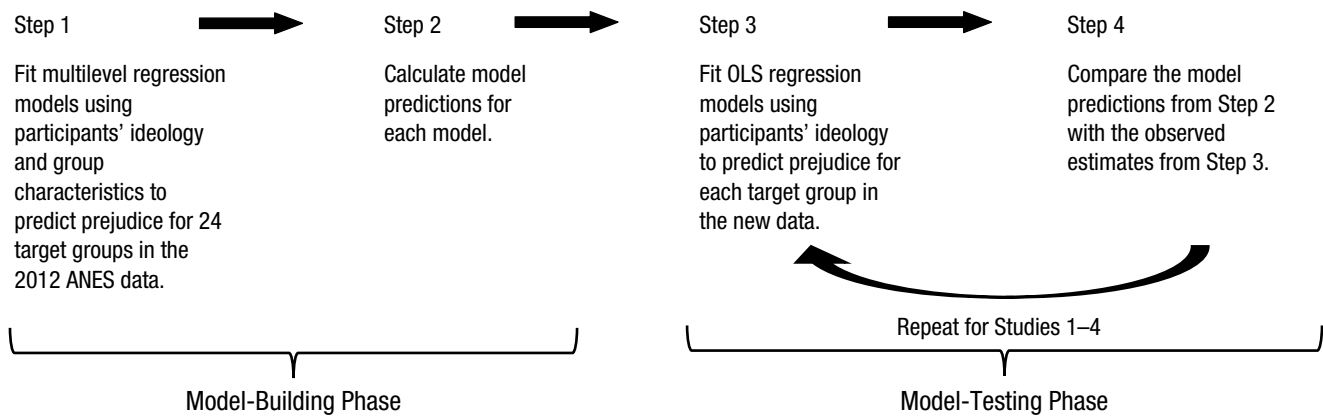 Step 1
Fit multilevel regression
models using
participants’ ideology
and group
characteristics to
predict prejudice for 24
target groups in the
2012 ANES data.
Step 2
Calculate model
predictions for
each model.
Model-Building Phase
Step 3
Fit OLS regression
models using
participants’ ideology
to predict prejudice for
each target group in
the new data.
Step 4
Compare the model
predictions from Step 2
with the observed
estimates from Step 3.
Repeat for Studies 1–4
Model-Testing Phase